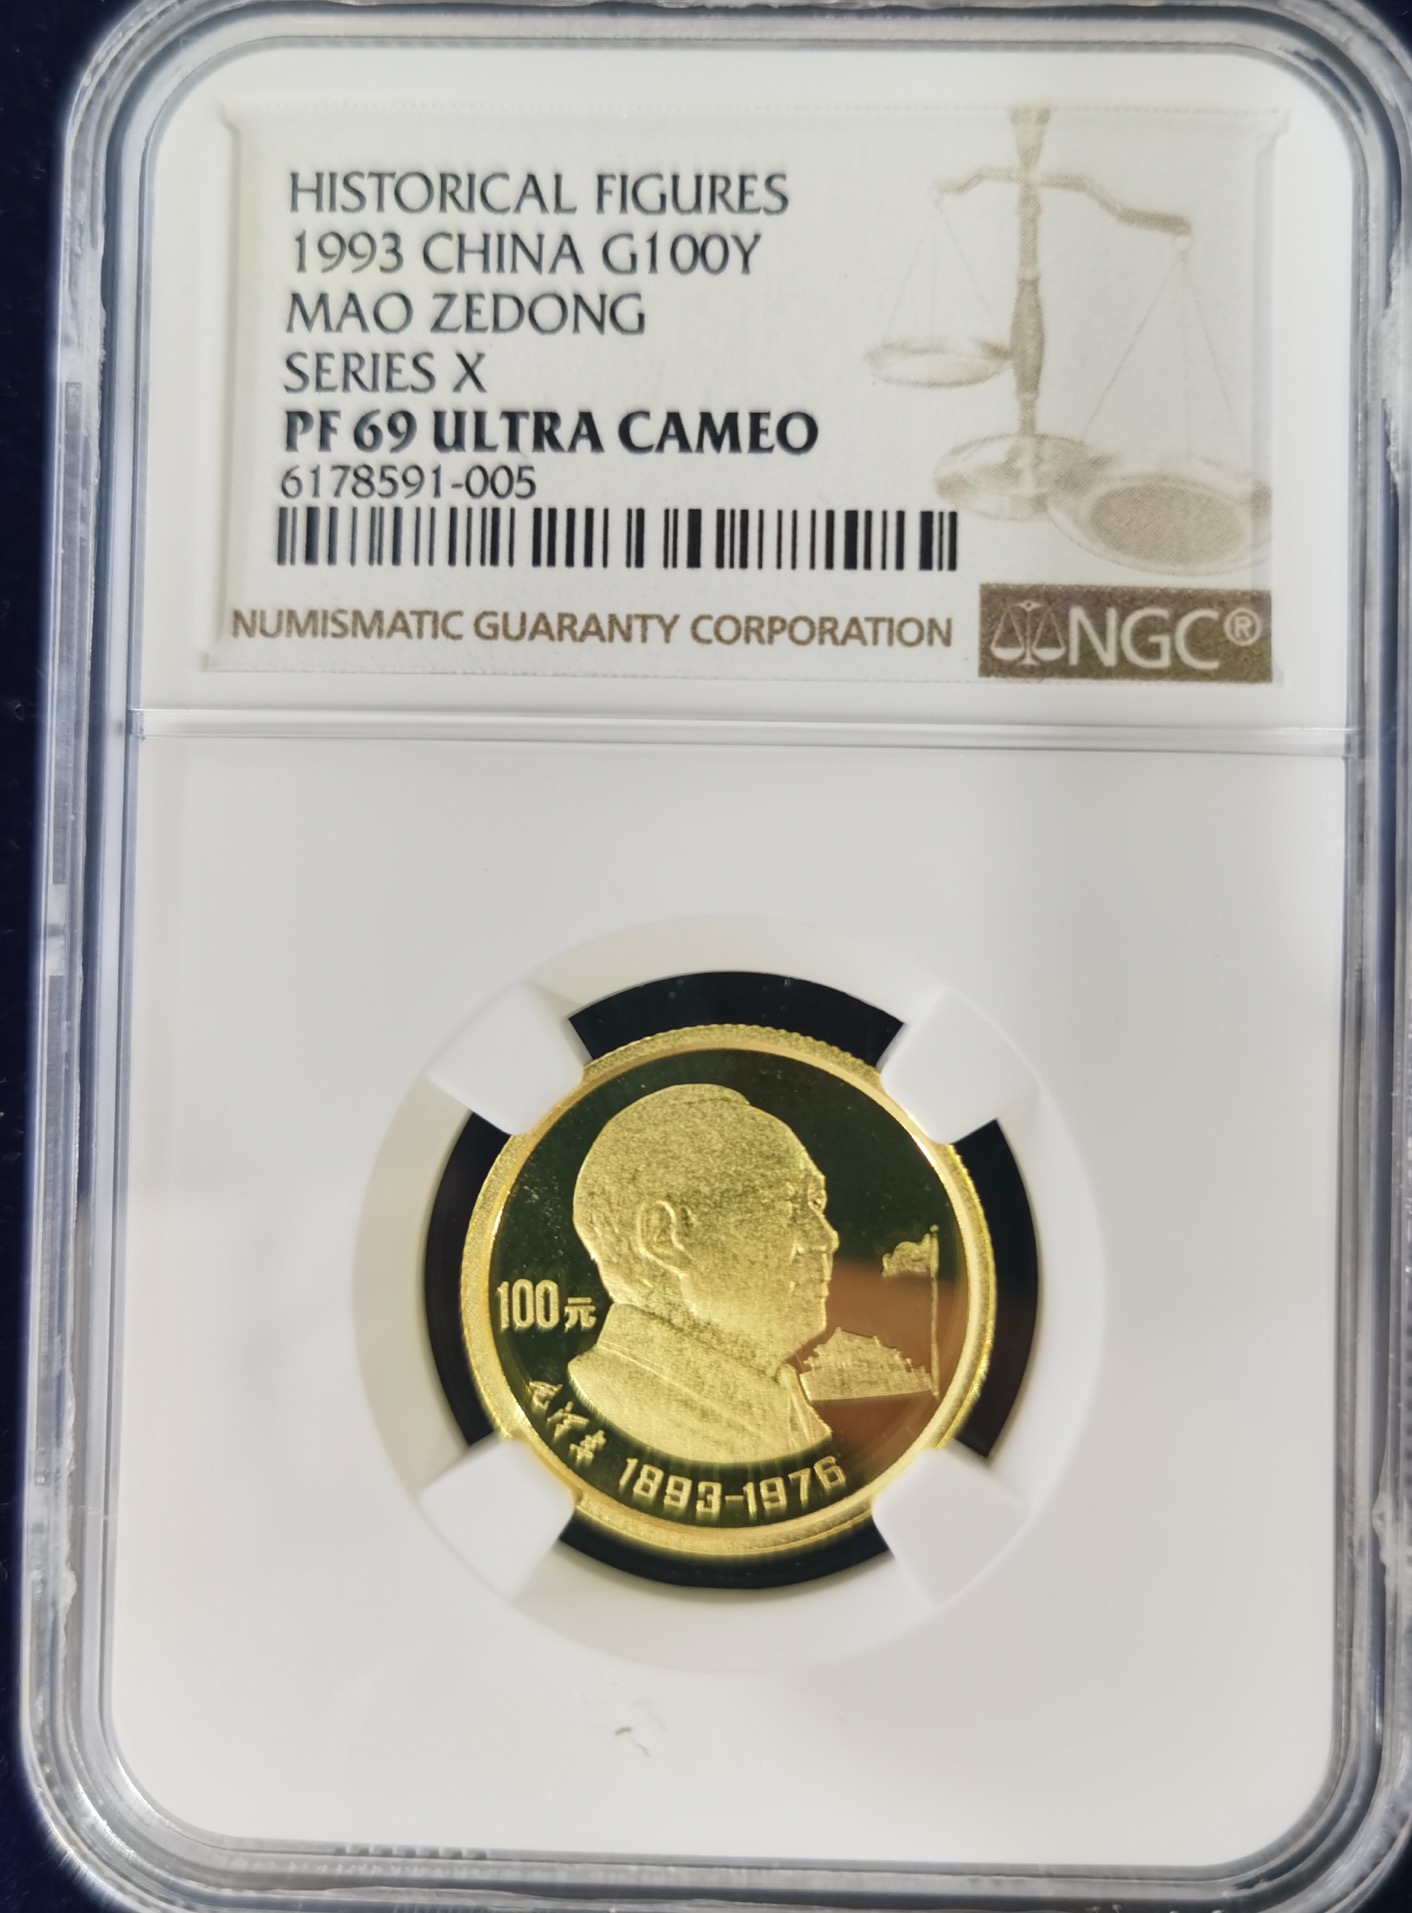 HISTORICAL FIGURES
1993 CHINA G100Y
MAO ZEDONG
SERIES X
PF 69 ULTRA CAMEO
6178591-005
NUMISMATIC GUARANTY CORPORATION
NGC®
100元
毛泽东
1893-1976